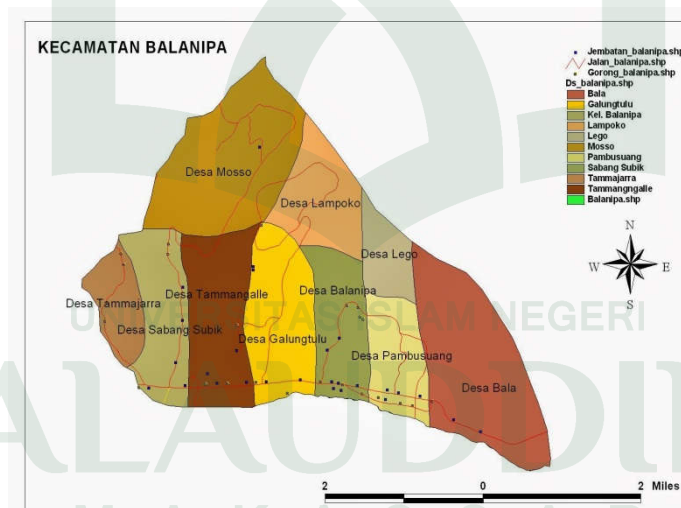 KECAMATAN BALANIPA
Jembatan_balanipa.shp
Jalan_balanipa.shp
Gorong_balanipa.shp
Ds_balanipa.shp
Bala
Galungtulu
Kel. Balanipa
Lampoko
Lego
Mosso
Pambusuang
Sabang Subik
Tammajarra
Tammangngalle
Balanipa.shp
N
W E
S
Desa Mosso
Desa Lampoko
Desa Lego
Desa Tammangalle
Desa Balanipa
Desa Tammajarra
Desa Sabang Subik
Desa Galungtulu
Desa Pambusuang
Desa Bala
UNIVERSITAS ISLAM NEGERI
ALAUDDIN
2 0 2 Miles